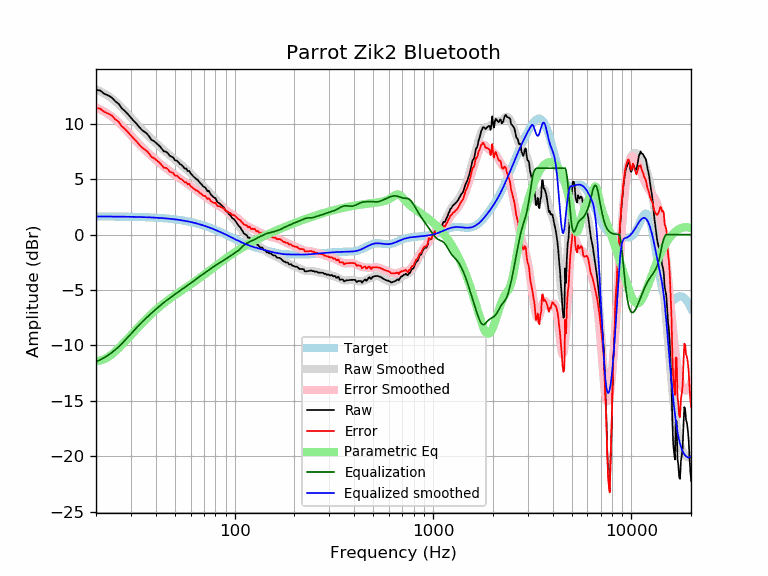 Parrot Zik2 Bluetooth
Amplitude (dBr)
10
5
0
−5
−10
−15
−20
−25
Target
Raw Smoothed
Error Smoothed
Raw
Error
Parametric Eq
Equalization
Equalized smoothed
100
1000
10000
Frequency (Hz)